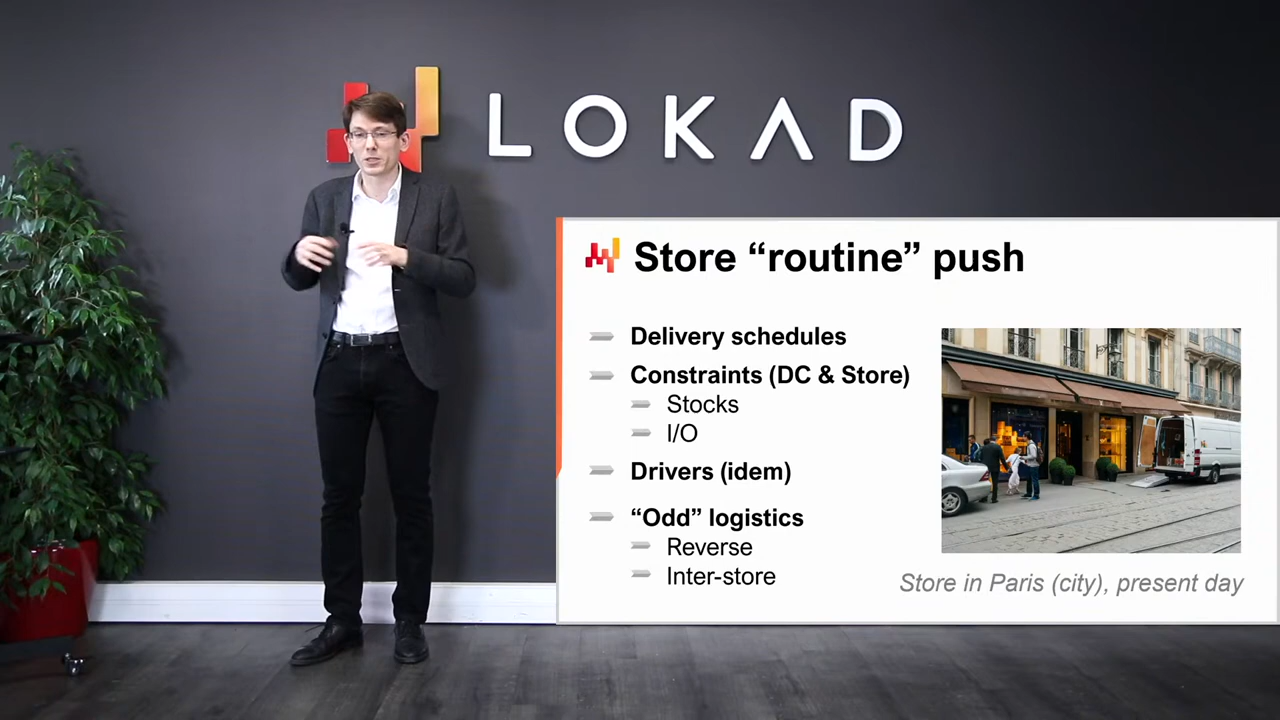 LOKAD
Store “routine” push
Delivery schedules
Constraints (DC & Store)
Stocks
I/O
Drivers (idem)
“Odd” logistics
Reverse
Inter-store
Store in Paris (city), present day